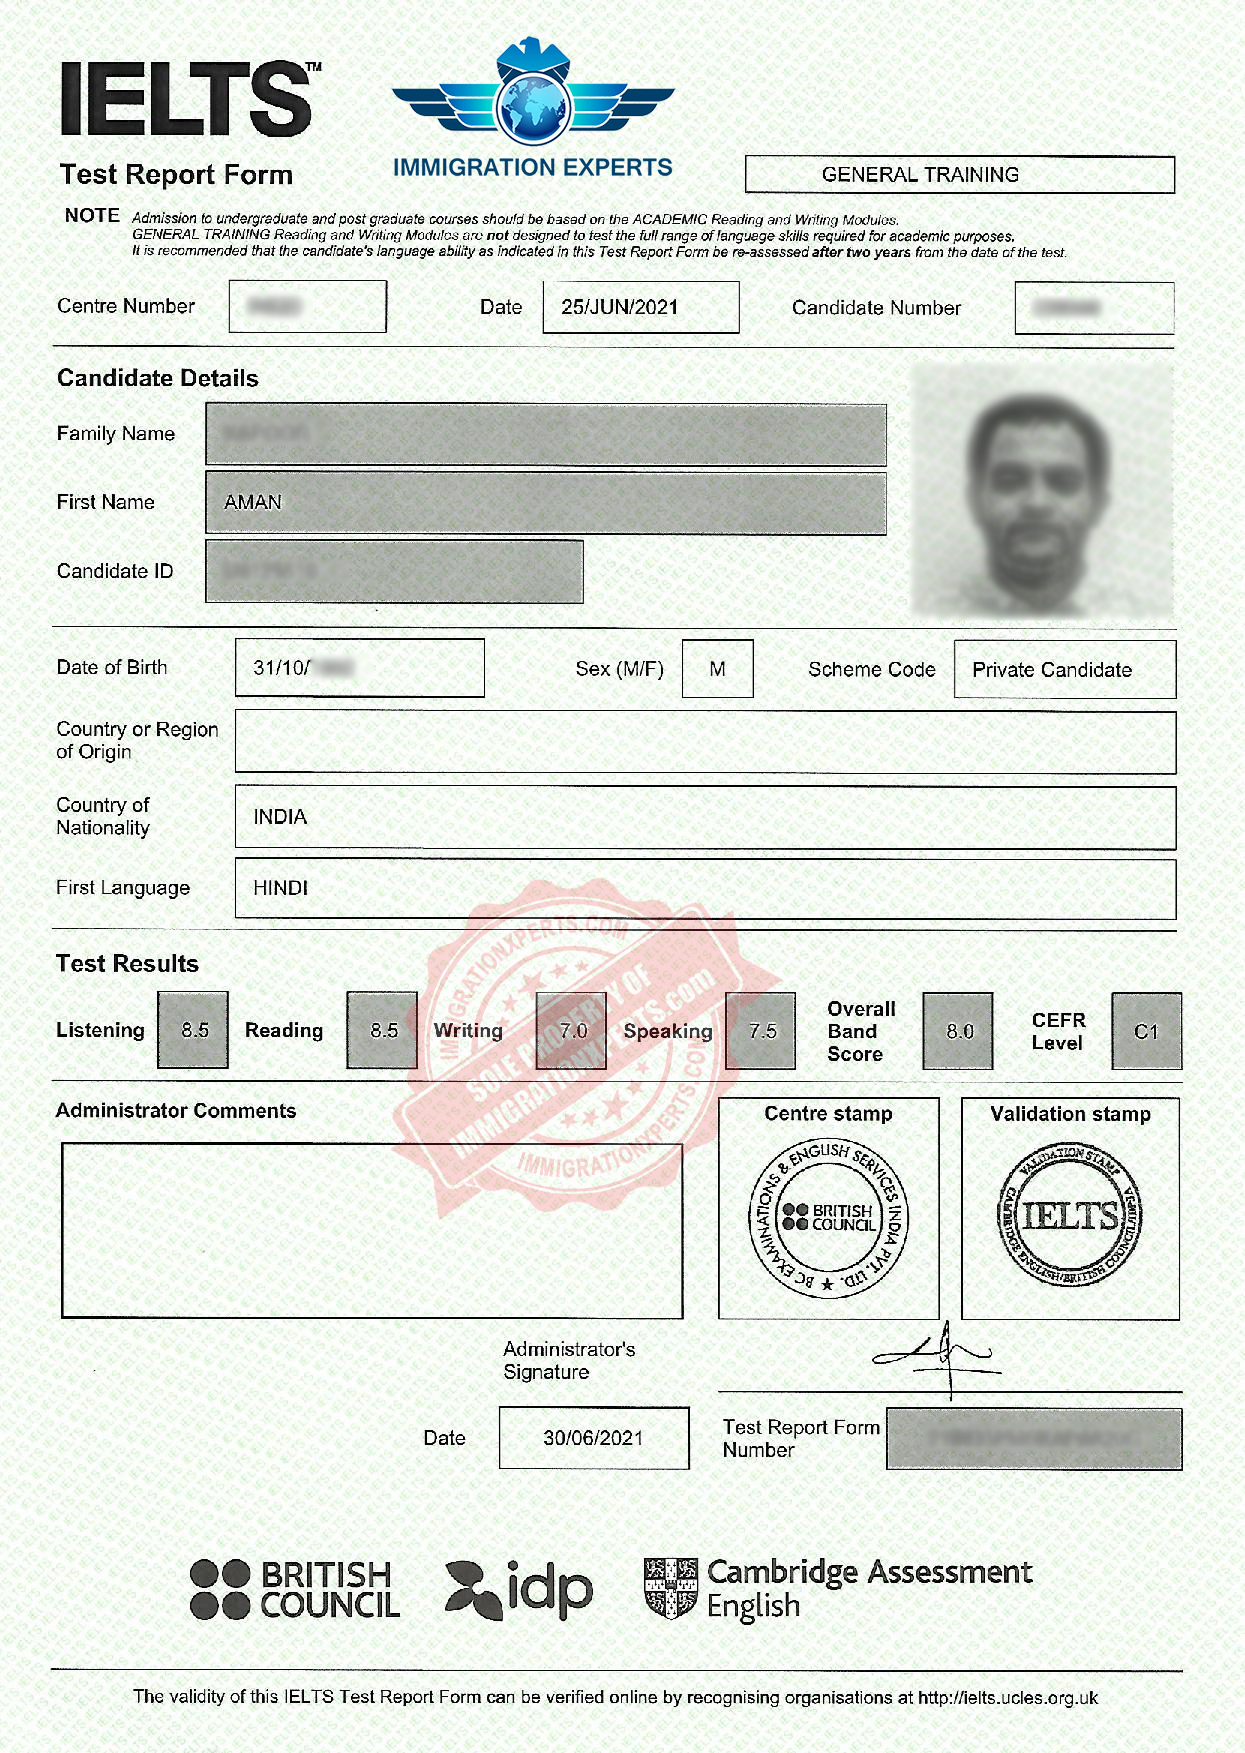 IELTS™
IMMIGRATION EXPERTS
Test Report Form
GENERAL TRAINING
NOTE Admission to undergraduate and post graduate courses should be based on the ACADEMIC Reading and Writing Modules.
GENERAL TRAINING Reading and Writing Modules are not designed to test the full range of language skills required for academic purposes.
It is recommended that the candidate's language ability as indicated in this Test Report Form be re-assessed after two years from the date of the test.
Centre Number
Date 25/JUN/2021
Candidate Number
Candidate Details
Family Name
First Name AMAN
Candidate ID
Date of Birth 31/10/
Sex (M/F) M
Scheme Code Private Candidate
Country or Region
of Origin
Country of
Nationality
INDIA
First Language HINDI
Test Results
Listening 8.5 Reading 8.5 Writing 7.0 Speaking 7.5
Overall
Band
Score
8.0
CEFR
Level
C1
IMMIGRATIONXPERTS.COM
SOLE PROPERTY OF
IMMIGRATIONXPERTS.com
IMMIGRATIONXPERTS.COM
Administrator Comments
Centre stamp
BC EXAMINATIONS & ENGLISH SERVICES INDIA PVT. LTD.
BRITISH
COUNCIL
Validation stamp
VALIDATION STAMP
IELTS
CAMBRIDGE ENGLISH/BRITISH COUNCIL/
Administrator's
Signature
Date 30/06/2021
Test Report Form
Number
BRITISH
COUNCIL
idp
Cambridge Assessment
English
The validity of this IELTS Test Report Form can be verified online by recognising organisations at http://ielts.ucles.org.uk